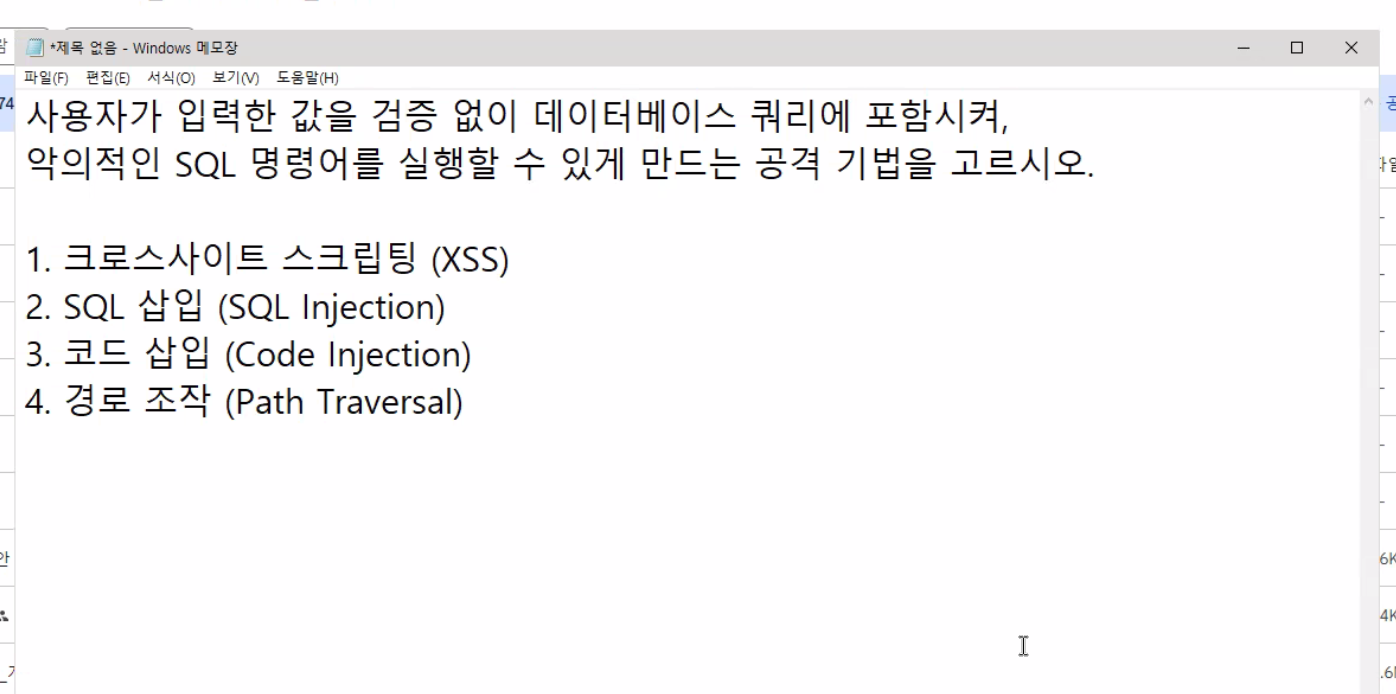 *제목 없음 - Windows 메모장
파일(F) 편집(E) 서식(O) 보기(V) 도움말(H)
사용자가 입력한 값을 검증 없이 데이터베이스 쿼리에 포함시켜,
악의적인 SQL 명령어를 실행할 수 있게 만드는 공격 기법을 고르시오.
1. 크로스사이트 스크립팅 (XSS)
2. SQL 삽입 (SQL Injection)
3. 코드 삽입 (Code Injection)
4. 경로 조작 (Path Traversal)